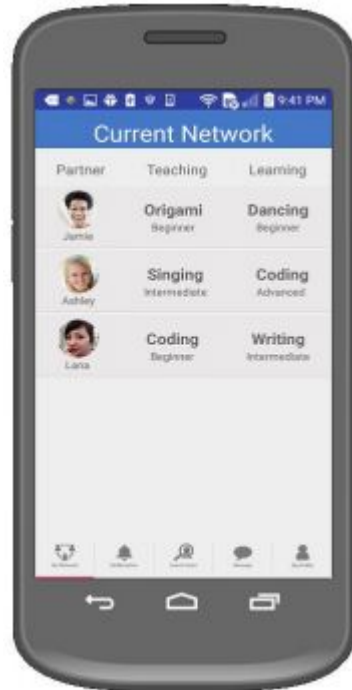 9:41 PM
Current Network
Partner Teaching Learning
Origami Dancing
Jamie Beginner Beginner
Singing Coding
Ashley Intermediate Advanced
Coding Writing
Lana Beginner Intermediate